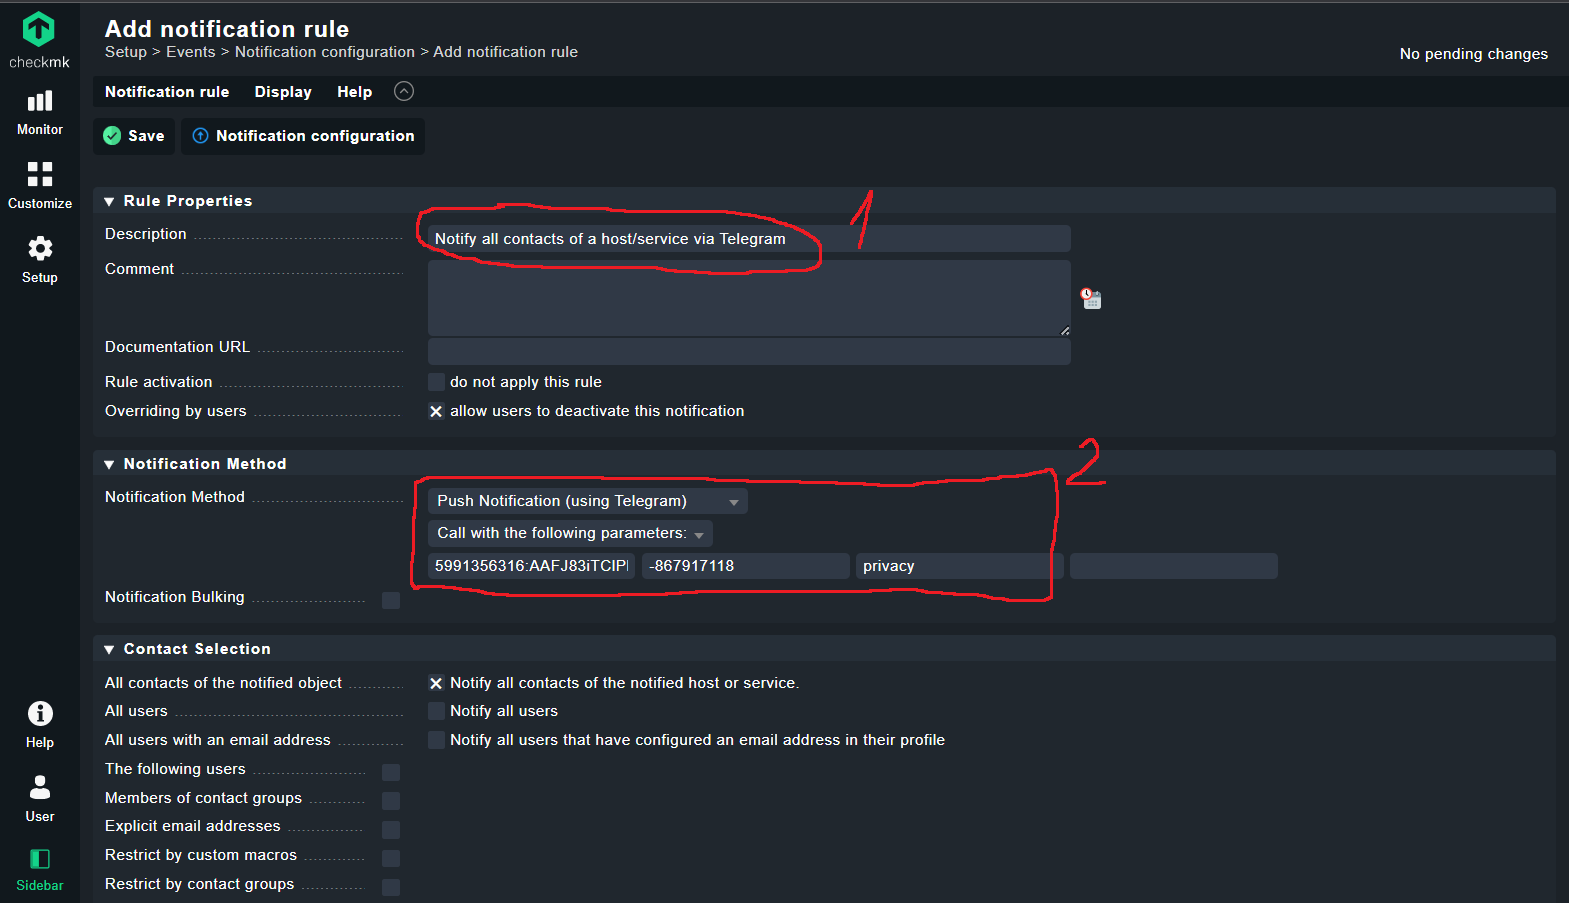 checkmk
Monitor
Customize
Setup
Help
User
Sidebar
Add notification rule
Setup > Events > Notification configuration > Add notification rule
No pending changes
Notification rule Display Help
Save Notification configuration
Rule Properties
1
Description Notify all contacts of a host/service via Telegram
Comment
Documentation URL
Rule activation do not apply this rule
Overriding by users allow users to deactivate this notification
2
Notification Method
Notification Method Push Notification (using Telegram)
Call with the following parameters:
5991356316:AAFJ83iTCIPI -867917118 privacy
Notification Bulking
Contact Selection
All contacts of the notified object Notify all contacts of the notified host or service.
All users Notify all users
All users with an email address Notify all users that have configured an email address in their profile
The following users
Members of contact groups
Explicit email addresses
Restrict by custom macros
Restrict by contact groups